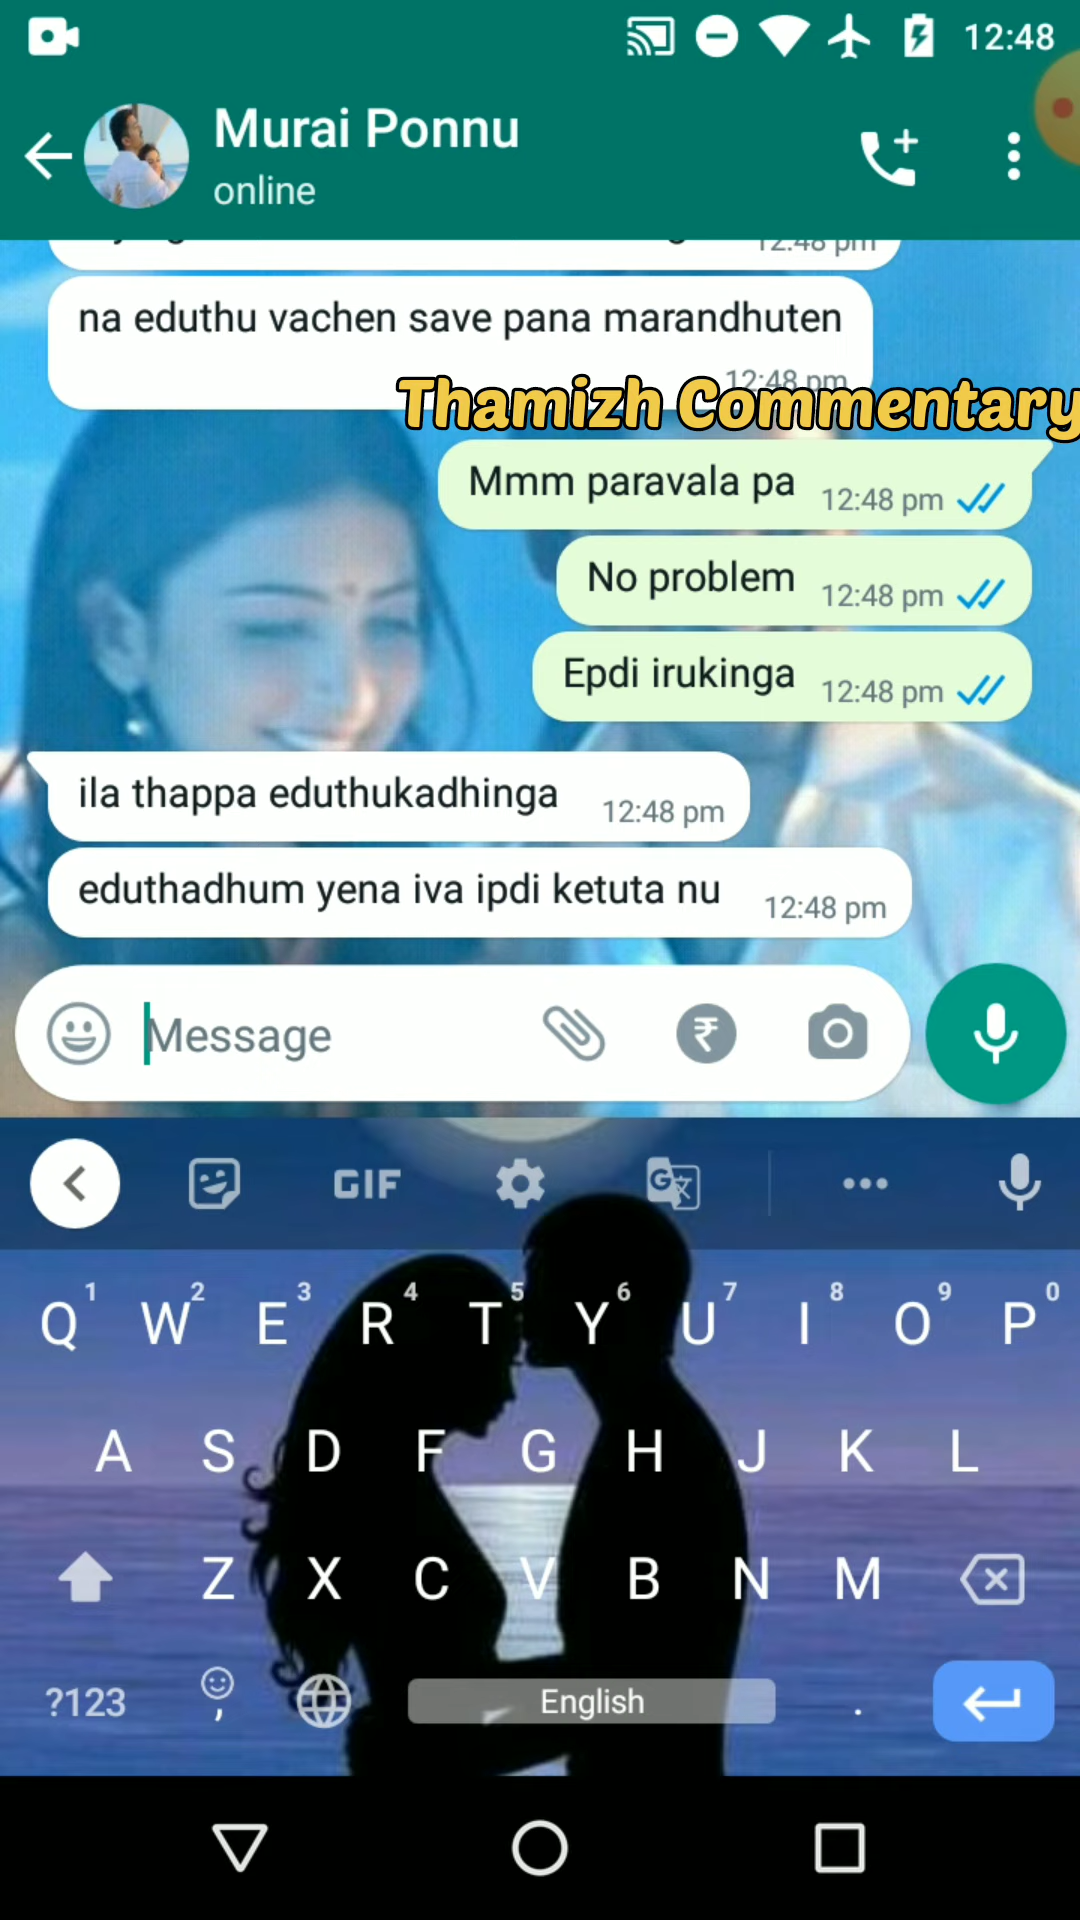 12:48
Murai Ponnu
online
12:48 pm
na eduthu vachen save pana marandhuten
12:48 pm
Thamizh Commentary
Mmm paravala pa 12:48 pm
No problem 12:48 pm
Epdi irukinga 12:48 pm
ila thappa eduthukadhinga 12:48 pm
eduthadhum yena iva ipdi ketuta nu 12:48 pm
Message
GIF
1 2 3 4 5 6 7 8 9 0
Q W E R T Y U I O P
A S D F G H J K L
Z X C V B N M
?123 , English .